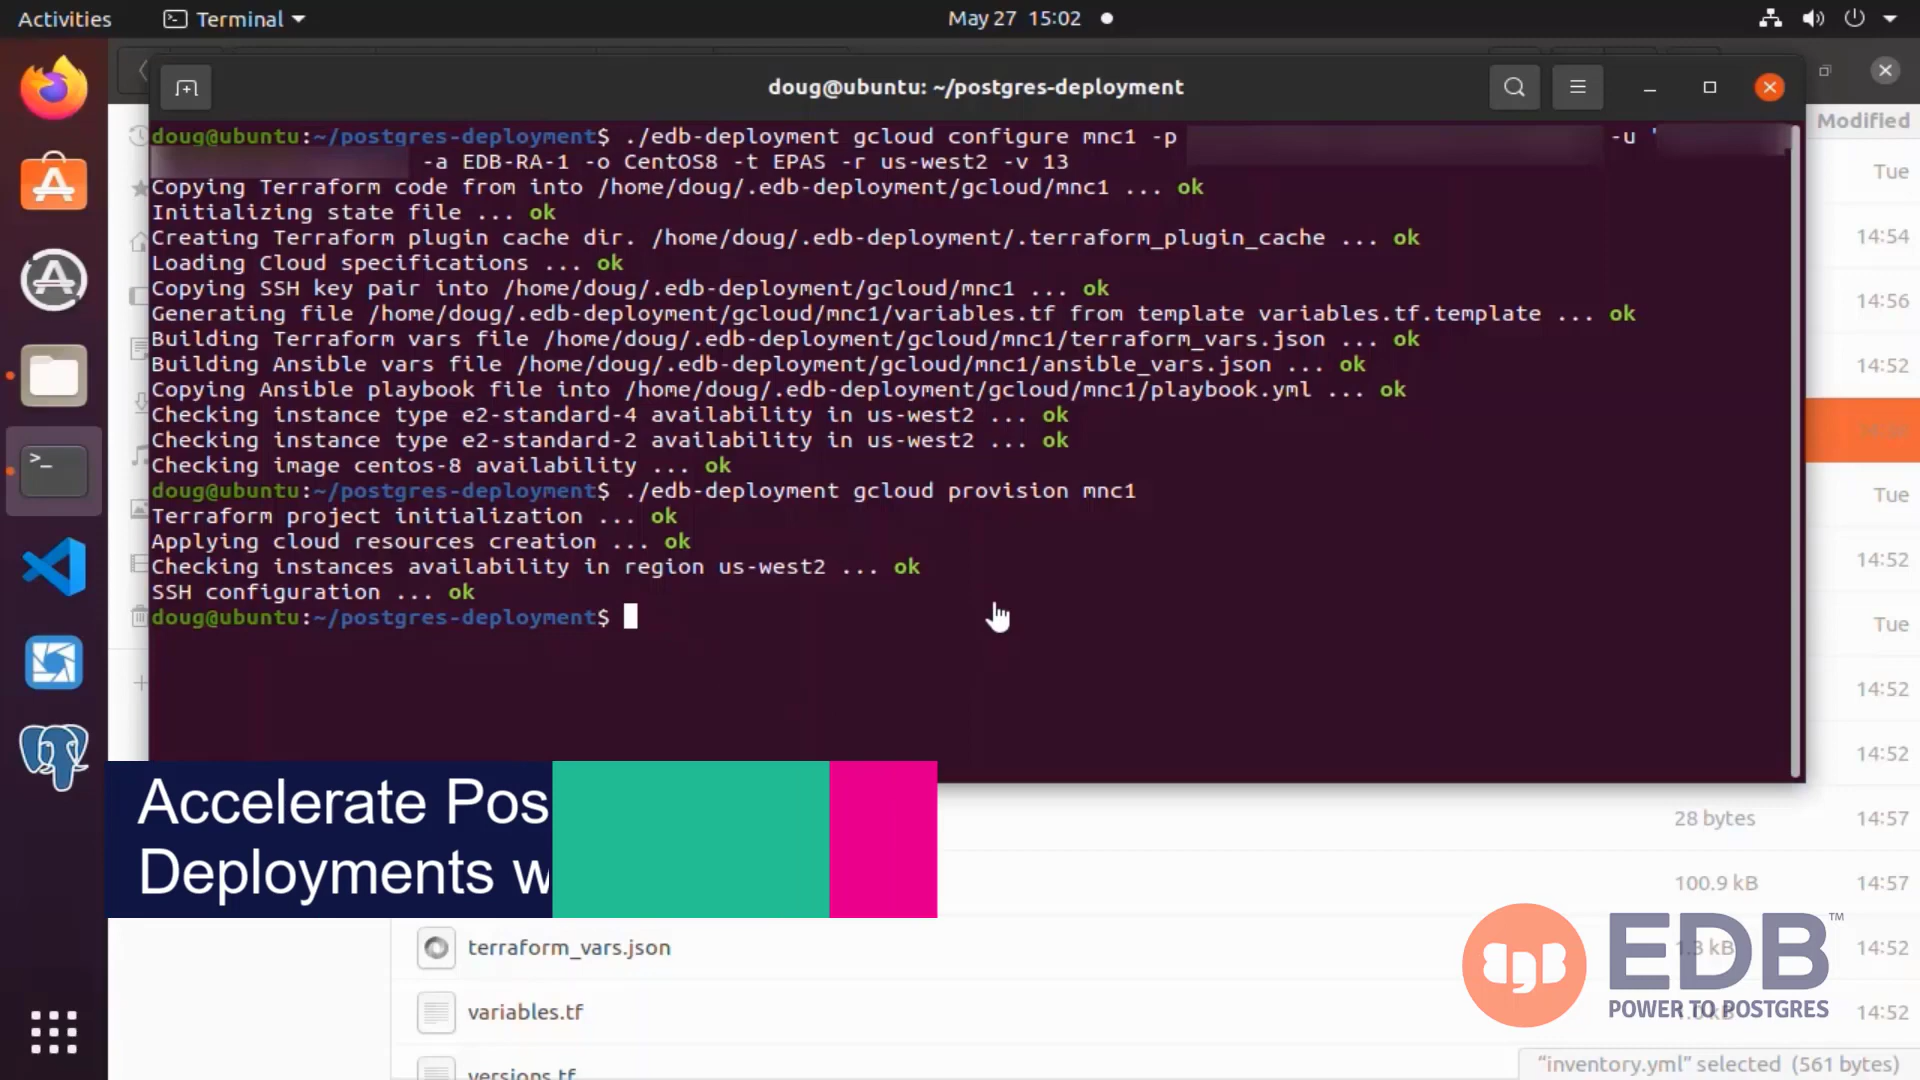 Activities
Terminal
May 27 15:02
doug@ubuntu: ~/postgres-deployment
doug@ubuntu:~/postgres-deployment$ ./edb-deployment gcloud configure mnc1 -p -u '
-a EDB-RA-1 -o CentOS8 -t EPAS -r us-west2 -v 13
Copying Terraform code from into /home/doug/.edb-deployment/gcloud/mnc1 ... ok
Initializing state file ... ok
Creating Terraform plugin cache dir. /home/doug/.edb-deployment/.terraform_plugin_cache ... ok
Loading Cloud specifications ... ok
Copying SSH key pair into /home/doug/.edb-deployment/gcloud/mnc1 ... ok
Generating file /home/doug/.edb-deployment/gcloud/mnc1/variables.tf from template variables.tf.template ... ok
Building Terraform vars file /home/doug/.edb-deployment/gcloud/mnc1/terraform_vars.json ... ok
Building Ansible vars file /home/doug/.edb-deployment/gcloud/mnc1/ansible_vars.json ... ok
Copying Ansible playbook file into /home/doug/.edb-deployment/gcloud/mnc1/playbook.yml ... ok
Checking instance type e2-standard-4 availability in us-west2 ... ok
Checking instance type e2-standard-2 availability in us-west2 ... ok
Checking image centos-8 availability ... ok
doug@ubuntu:~/postgres-deployment$ ./edb-deployment gcloud provision mnc1
Terraform project initialization ... ok
Applying cloud resources creation ... ok
Checking instances availability in region us-west2 ... ok
SSH configuration ... ok
doug@ubuntu:~/postgres-deployment$
Modified
Tue
14:54
14:56
14:52
Tue
14:52
Tue
14:52
14:52
28 bytes 14:57
100.9 kB 14:57
terraform_vars.json 1.3 kB 14:52
variables.tf 1.0 kB 14:52
versions.tf
"inventory.yml" selected (561 bytes)
Accelerate Pos
Deployments w
EDB™
POWER TO POSTGRES